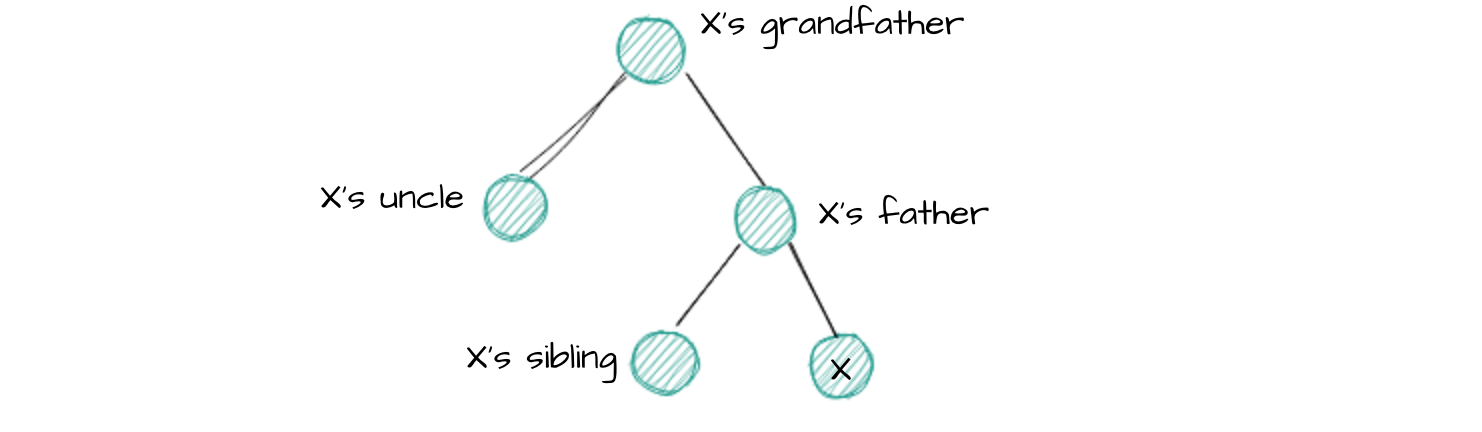 X's grandfather
X's uncle
X's father
X's sibling
X